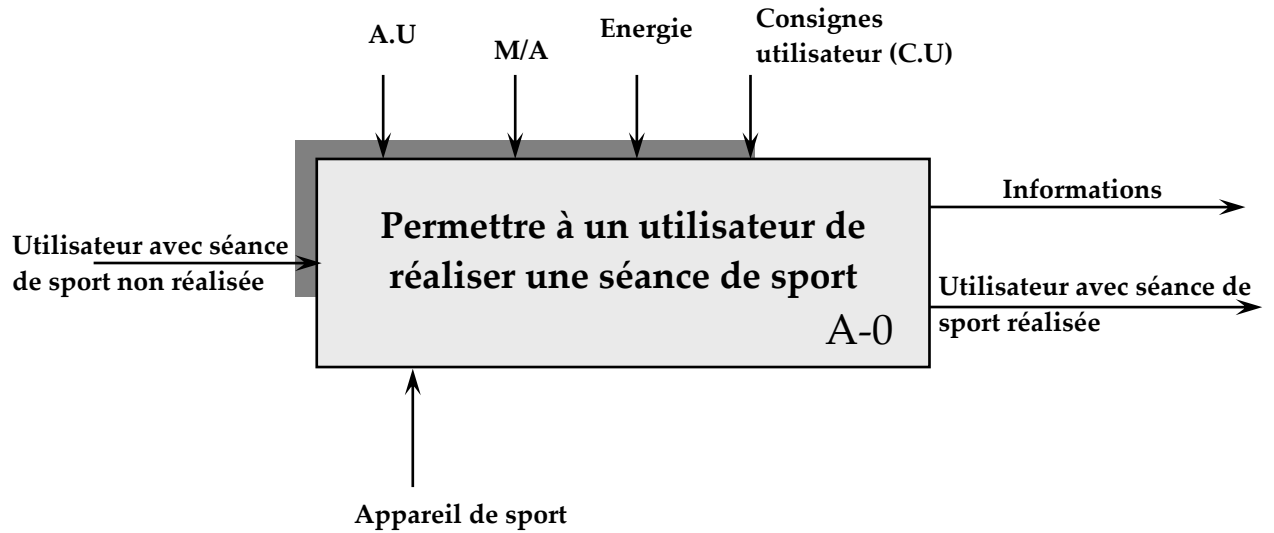 A.U
M/A
Energie
Consignes
utilisateur (C.U)
Permettre à un utilisateur de
réaliser une séance de sport
A-0
Utilisateur avec séance
de sport non réalisée
Informations
Utilisateur avec séance de
sport réalisée
Appareil de sport